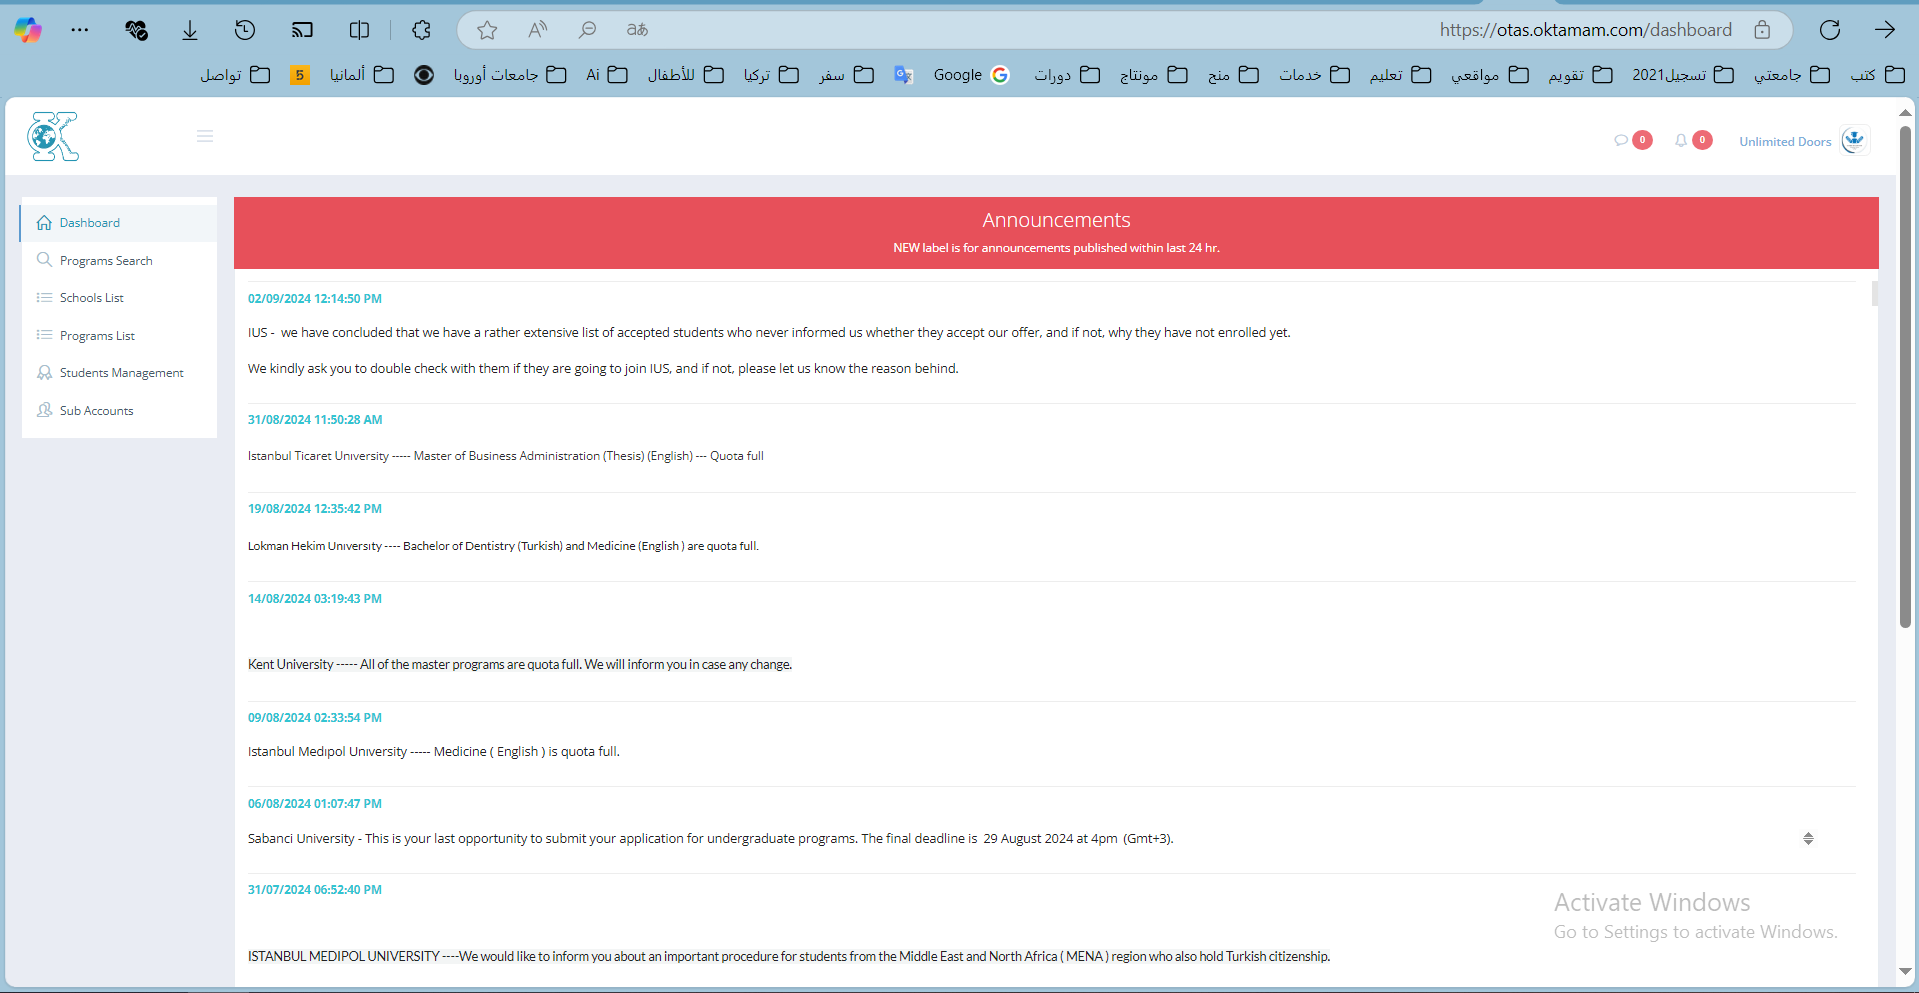 https://otas.oktamam.com/dashboard
كتب
جامعتي
تسجيل2021
تقويم
مواقعي
تعليم
خدمات
منح
مونتاج
دورات
Google
سفر
تركيا
للأطفال
Ai
جامعات أوروبا
ألمانيا
5
تواصل
0
0
Unlimited Doors
Dashboard
Programs Search
Schools List
Programs List
Students Management
Sub Accounts
Announcements
NEW label is for announcements published within last 24 hr.
02/09/2024 12:14:50 PM
IUS - we have concluded that we have a rather extensive list of accepted students who never informed us whether they accept our offer, and if not, why they have not enrolled yet.
We kindly ask you to double check with them if they are going to join IUS, and if not, please let us know the reason behind.
31/08/2024 11:50:28 AM
Istanbul Ticaret Unıversity ----- Master of Business Administration (Thesis) (English) --- Quota full
19/08/2024 12:35:42 PM
Lokman Hekim Unıversıty ---- Bachelor of Dentistry (Turkish) and Medicine (English ) are quota full.
14/08/2024 03:19:43 PM
Kent University ----- All of the master programs are quota full. We will inform you in case any change.
09/08/2024 02:33:54 PM
Istanbul Medıpol Unıversity ----- Medicine ( English ) is quota full.
06/08/2024 01:07:47 PM
Sabanci University - This is your last opportunity to submit your application for undergraduate programs. The final deadline is 29 August 2024 at 4pm (Gmt+3).
31/07/2024 06:52:40 PM
ISTANBUL MEDIPOL UNIVERSITY ----We would like to inform you about an important procedure for students from the Middle East and North Africa ( MENA ) region who also hold Turkish citizenship.
Activate Windows
Go to Settings to activate Windows.